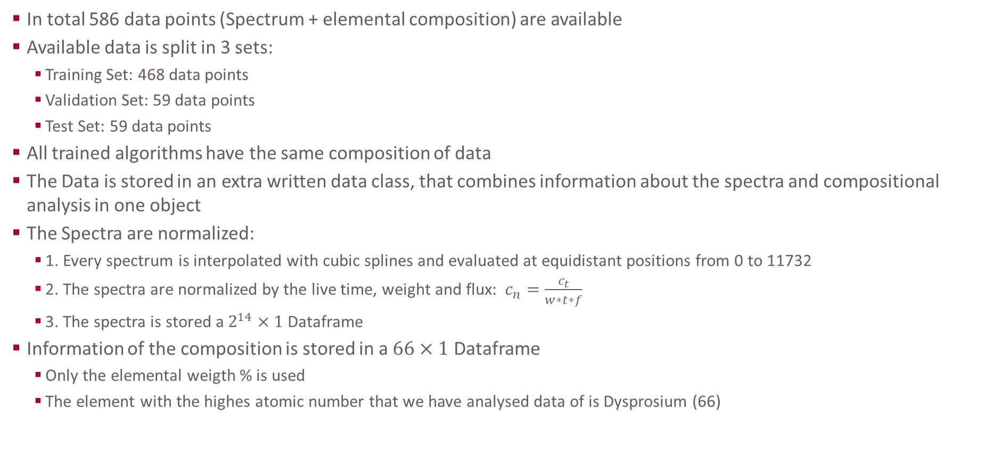 ▪ In total 586 data points (Spectrum + elemental composition) are available
▪ Available data is split in 3 sets:
▪ Training Set: 468 data points
▪ Validation Set: 59 data points
▪ Test Set: 59 data points
▪ All trained algorithms have the same composition of data
▪ The Data is stored in an extra written data class, that combines information about the spectra and compositional
analysis in one object
▪ The Spectra are normalized:
▪ 1. Every spectrum is interpolated with cubic splines and evaluated at equidistant positions from 0 to 11732
▪ 2. The spectra are normalized by the live time, weight and flux: $c_n = \frac{c_t}{w*t*f}$
▪ 3. The spectra is stored a $2^{14} \times 1$ Dataframe
▪ Information of the composition is stored in a $66 \times 1$ Dataframe
▪ Only the elemental weigth % is used
▪ The element with the highes atomic number that we have analysed data of is Dysprosium (66)